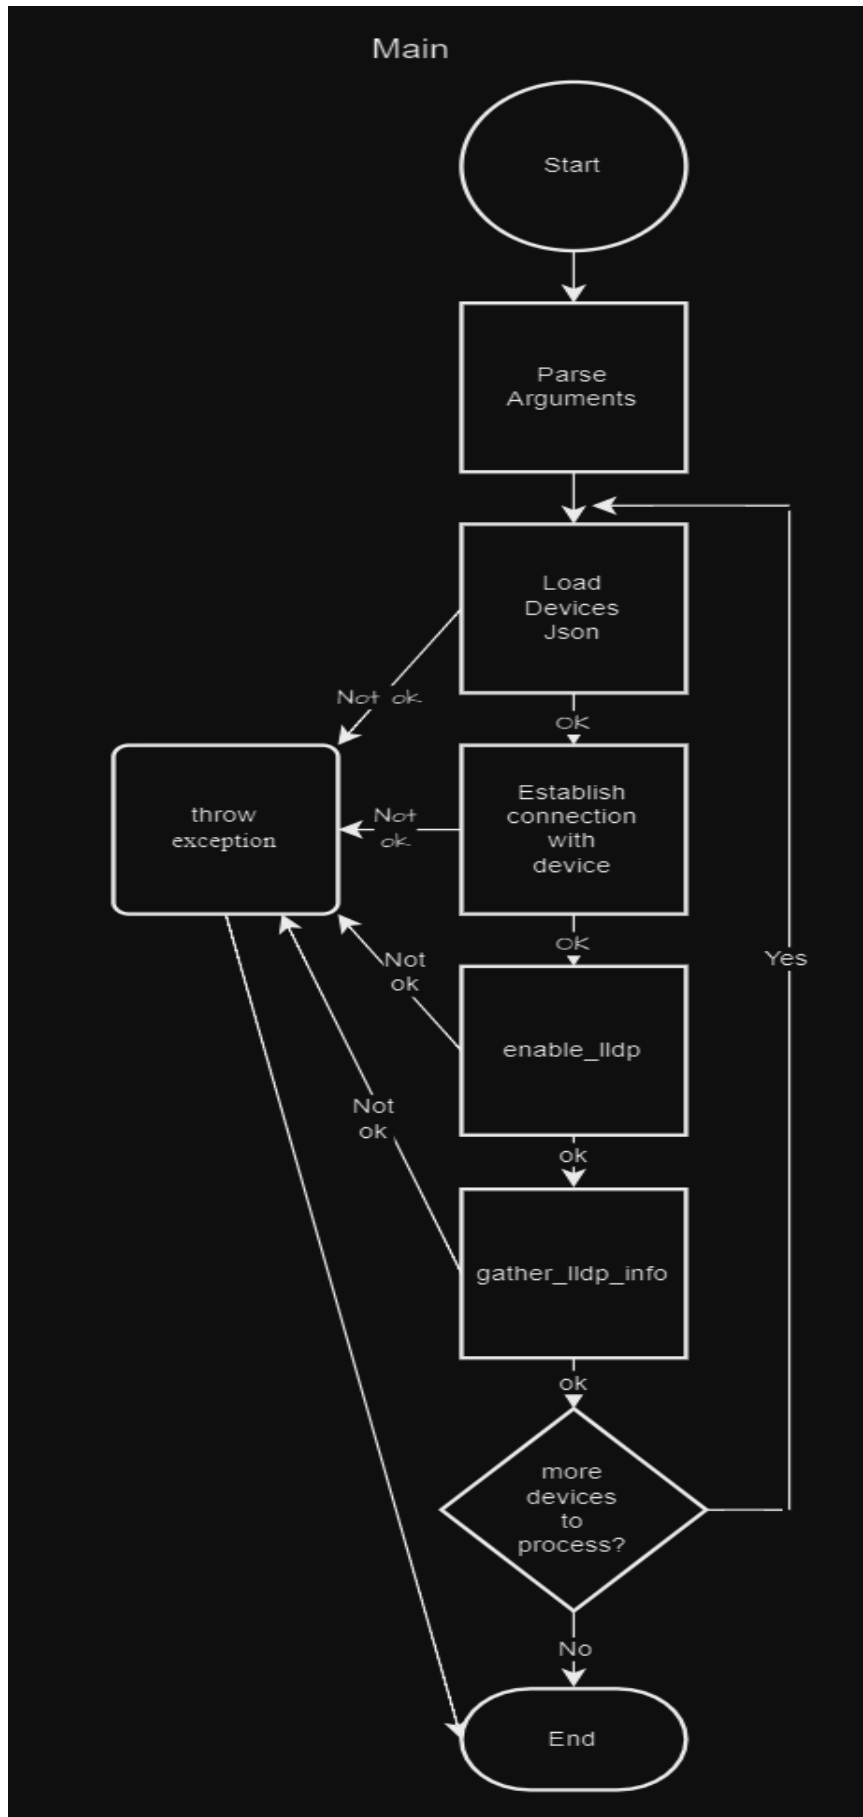 Main
Start
Parse
Arguments
Load
Devices
Json
Not ok
OK
throw
exception
Not
ok
Establish
connection
with
device
OK
Not
ok
Yes
enable_lldp
Not
ok
ok
gather_lldp_info
ok
more
devices
to
process?
No
End